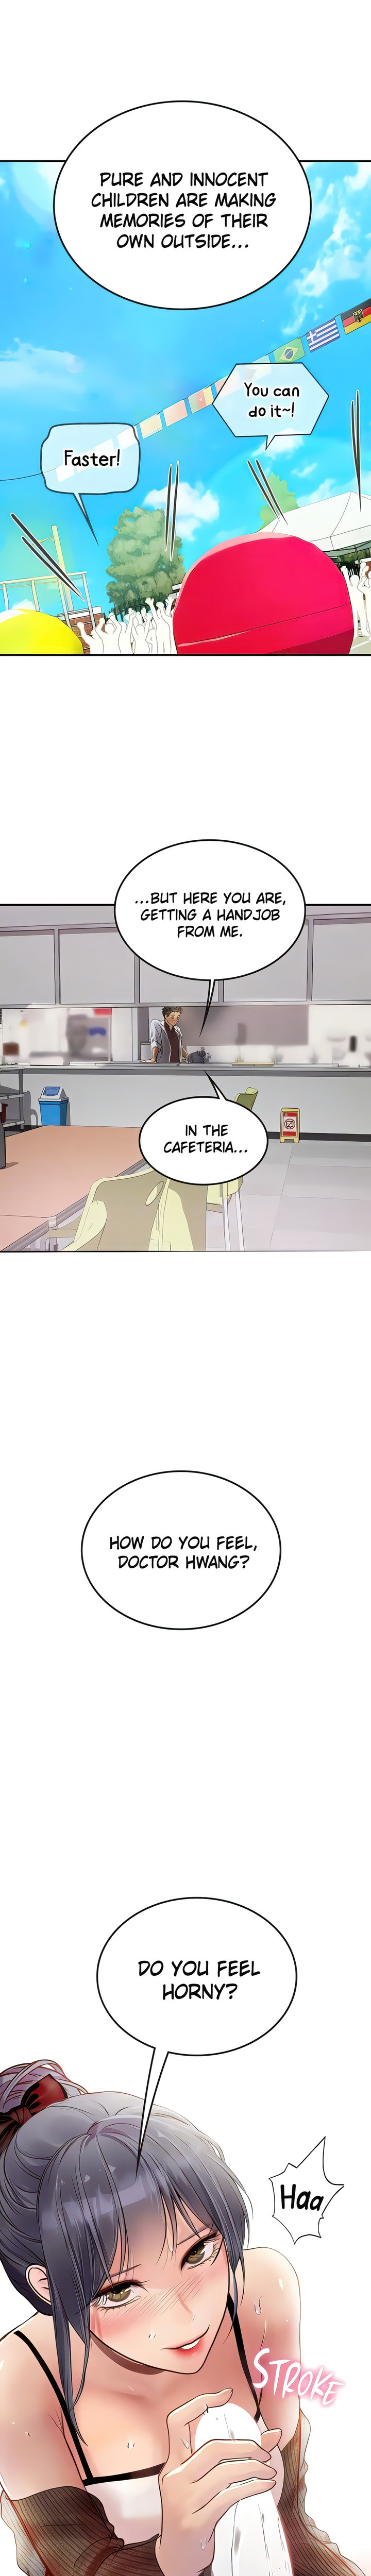 PURE AND INNOCENT
CHILDREN ARE MAKING
MEMORIES OF THEIR
OWN OUTSIDE...
You can
do it~!
Faster!
...BUT HERE YOU ARE,
GETTING A HANDJOB
FROM ME.
IN THE
CAFETERIA...
HOW DO YOU FEEL,
DOCTOR HWANG?
DO YOU FEEL
HORNY?
Haa
STROKE